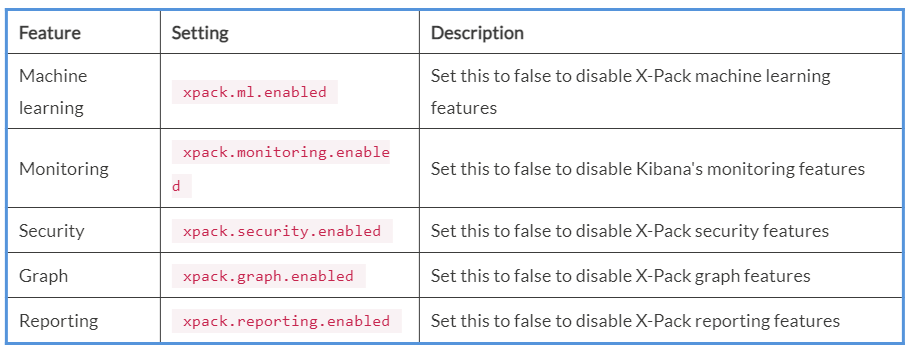 Feature Setting Description
Machine
learning
xpack.ml.enabled
Set this to false to disable X-Pack machine learning
features
Monitoring
xpack.monitoring.enable
d
Set this to false to disable Kibana's monitoring features
Security
xpack.security.enabled
Set this to false to disable X-Pack security features
Graph
xpack.graph.enabled
Set this to false to disable X-Pack graph features
Reporting
xpack.reporting.enabled
Set this to false to disable X-Pack reporting features